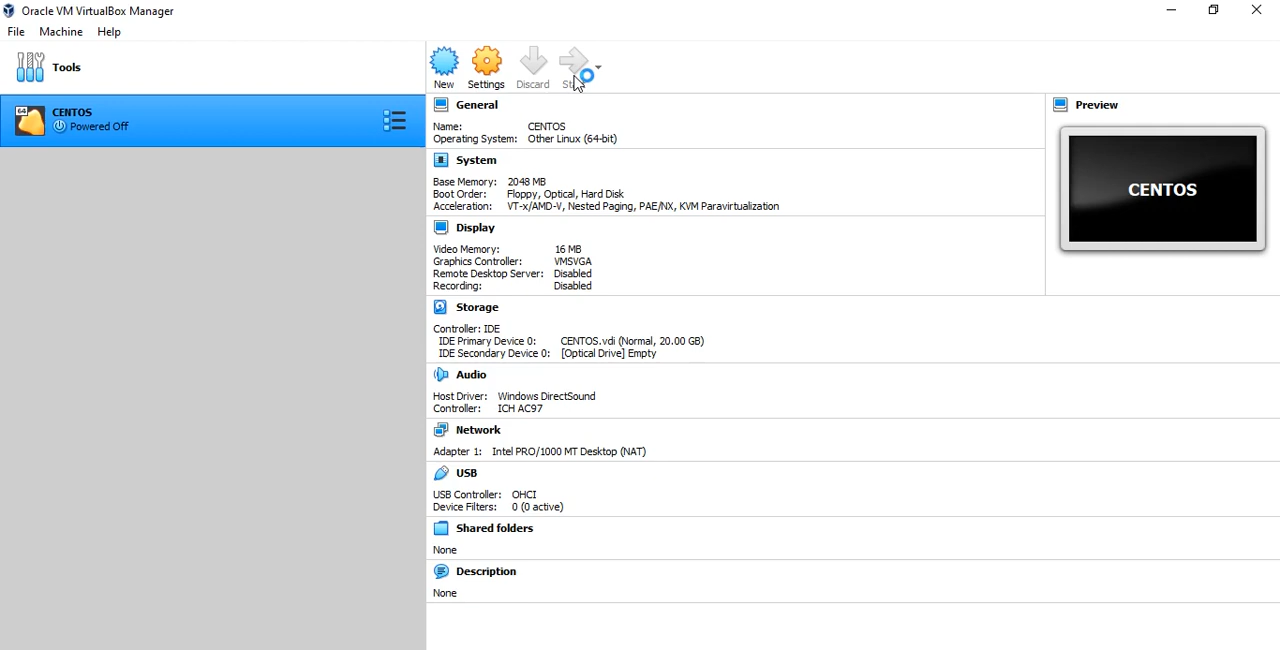 Oracle VM VirtualBox Manager
File Machine Help
Tools
New Settings Discard
64 CENTOS
Powered Off
General
Name: CENTOS
Operating System: Other Linux (64-bit)
System
Base Memory: 2048 MB
Boot Order: Floppy, Optical, Hard Disk
Acceleration: VT-x/AMD-V, Nested Paging, PAE/NX, KVM Paravirtualization
Display
Video Memory: 16 MB
Graphics Controller: VMSVGA
Remote Desktop Server: Disabled
Recording: Disabled
Preview
CENTOS
Storage
Controller: IDE
IDE Primary Device 0: CENTOS.vdi (Normal, 20.00 GB)
IDE Secondary Device 0: [Optical Drive] Empty
Audio
Host Driver: Windows DirectSound
Controller: ICH AC97
Network
Adapter 1: Intel PRO/1000 MT Desktop (NAT)
USB
USB Controller: OHCI
Device Filters: 0 (0 active)
Shared folders
None
Description
None